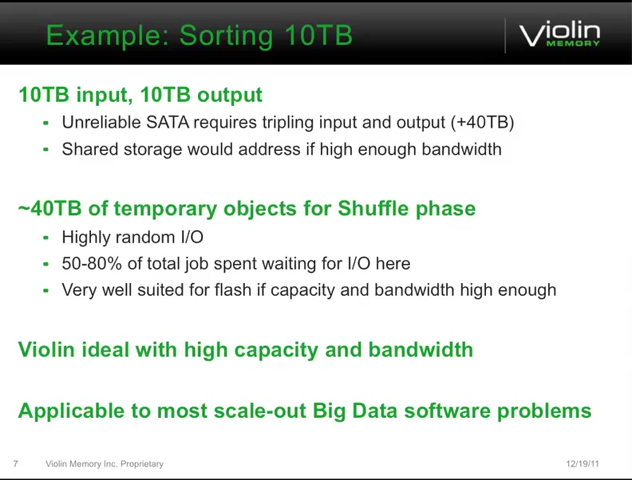 Example: Sorting 10TB
Violin
MEMORY
10TB input, 10TB output
Unreliable SATA requires tripling input and output (+40TB)
Shared storage would address if high enough bandwidth
~40TB of temporary objects for Shuffle phase
Highly random I/O
50-80% of total job spent waiting for I/O here
Very well suited for flash if capacity and bandwidth high enough
Violin ideal with high capacity and bandwidth
Applicable to most scale-out Big Data software problems
7 Violin Memory Inc. Proprietary 12/19/11